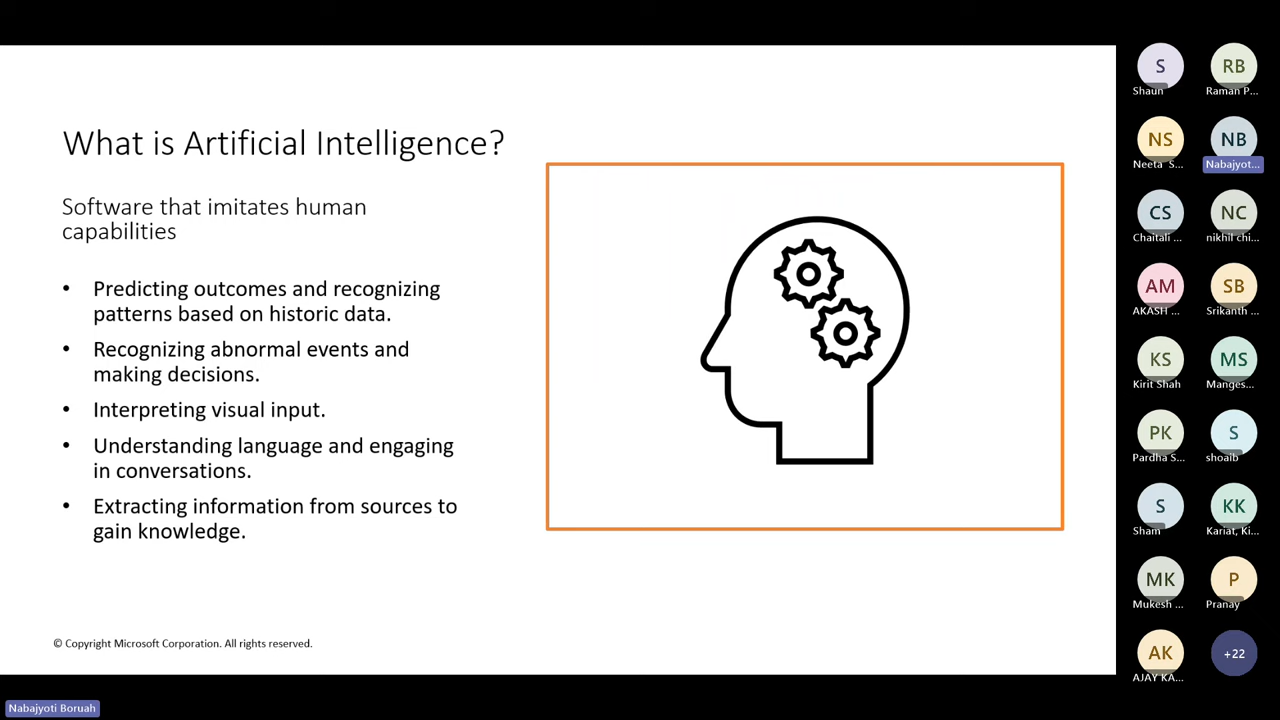 What is Artificial Intelligence?
Software that imitates human
capabilities
• Predicting outcomes and recognizing
patterns based on historic data.
• Recognizing abnormal events and
making decisions.
• Interpreting visual input.
• Understanding language and engaging
in conversations.
• Extracting information from sources to
gain knowledge.
© Copyright Microsoft Corporation. All rights reserved.
Nabajyoti Boruah
S
Shaun
RB
Raman P...
NS
Neeta S...
NB
Nabajyot...
CS
Chaitali ...
NC
nikhil chi...
AM
AKASH ...
SB
Srikanth ...
KS
Kirit Shah
MS
Manges...
PK
Pardha S...
S
shoaib
S
Sham
KK
Kariat, Ki...
MK
Mukesh ...
P
Pranay
AK
AJAY KA...
+22